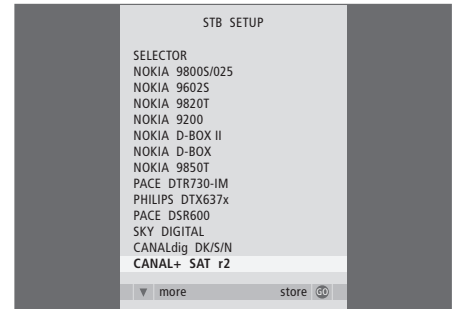 STB SETUP
SELECTOR
NOKIA 9800S/025
NOKIA 9602S
NOKIA 9820T
NOKIA 9200
NOKIA D-BOX II
NOKIA D-BOX
NOKIA 9850T
PACE DTR730-IM
PHILIPS DTX637x
PACE DSR600
SKY DIGITAL
CANALdig DK/S/N
CANAL+ SAT r2
▼ more store GO